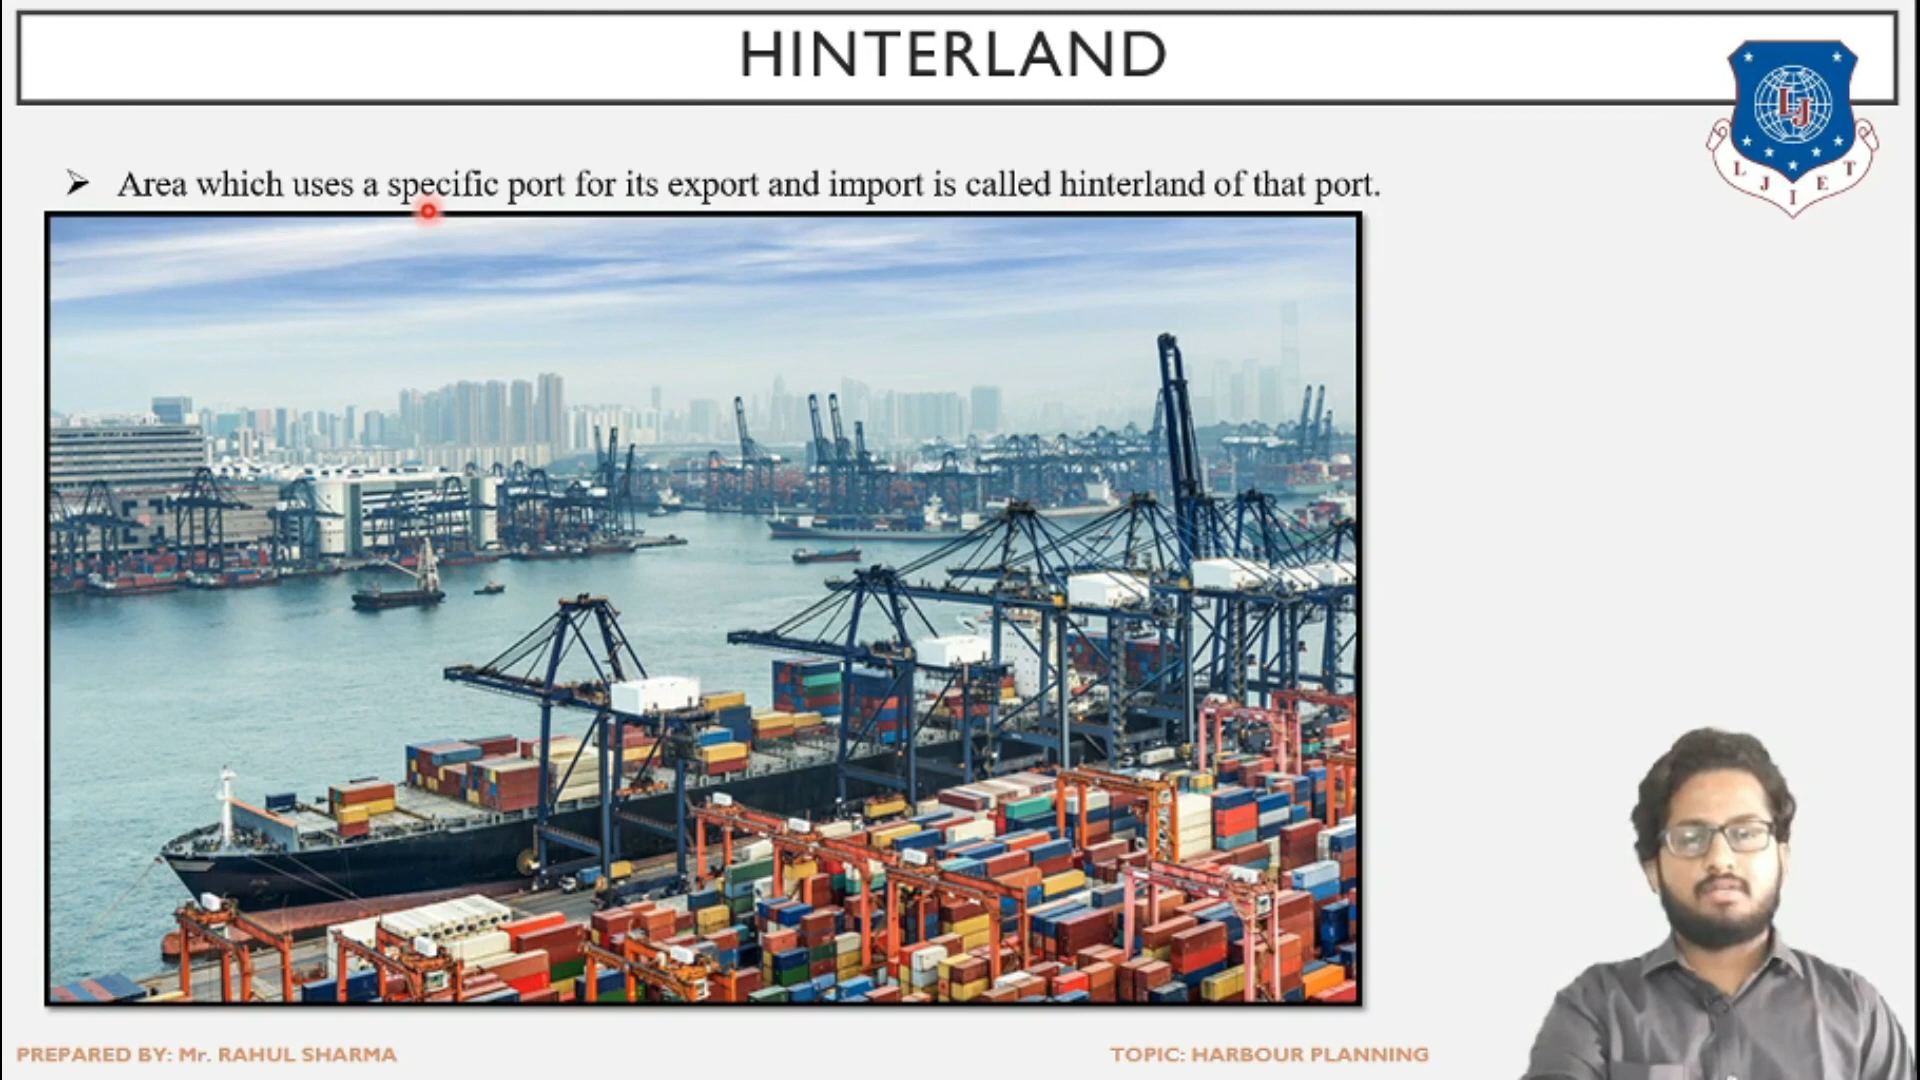 HINTERLAND
➢ Area which uses a specific port for its export and import is called hinterland of that port.
LJ
L J I E T
PREPARED BY: Mr. RAHUL SHARMA
TOPIC: HARBOUR PLANNING